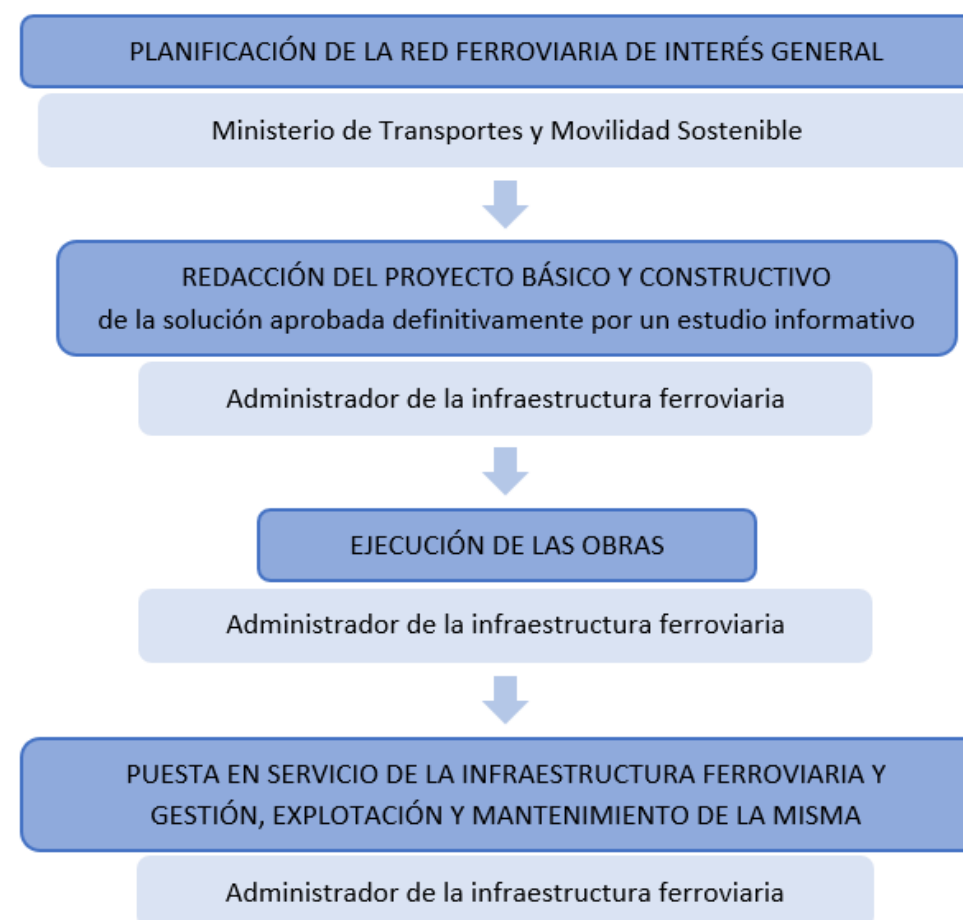 PLANIFICACIÓN DE LA RED FERROVIARIA DE INTERÉS GENERAL
Ministerio de Transportes y Movilidad Sostenible
REDACCIÓN DEL PROYECTO BÁSICO Y CONSTRUCTIVO
de la solución aprobada definitivamente por un estudio informativo
Administrador de la infraestructura ferroviaria
EJECUCIÓN DE LAS OBRAS
Administrador de la infraestructura ferroviaria
PUESTA EN SERVICIO DE LA INFRAESTRUCTURA FERROVIARIA Y
GESTIÓN, EXPLOTACIÓN Y MANTENIMIENTO DE LA MISMA
Administrador de la infraestructura ferroviaria